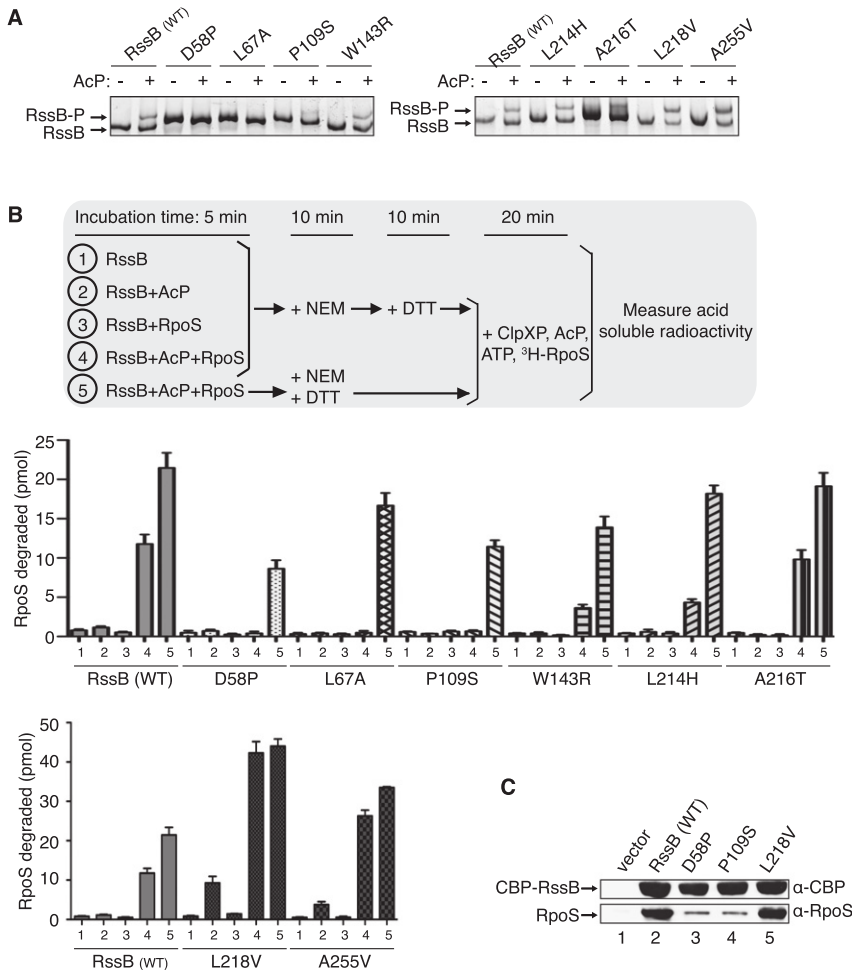 A
RssB (WT) D58P L67A P109S W143R
AcP: - + - + - + - + - +
RssB-P
RssB
RssB (WT) L214H A216T L218V A255V
AcP: - + - + - + - + - +
RssB-P
RssB
B
Incubation time: 5 min 10 min 10 min 20 min
1 RssB
2 RssB+AcP
3 RssB+RpoS
4 RssB+AcP+RpoS
5 RssB+AcP+RpoS
+ NEM + DTT
+ NEM
+ DTT
+ ClpXP, AcP,
ATP, ³H-RpoS
Measure acid
soluble radioactivity
RpoS degraded (pmol)
25
20
15
10
5
0
1 2 3 4 5 1 2 3 4 5 1 2 3 4 5 1 2 3 4 5 1 2 3 4 5 1 2 3 4 5 1 2 3 4 5
RssB (WT) D58P L67A P109S W143R L214H A216T
RpoS degraded (pmol)
50
40
30
20
10
0
1 2 3 4 5 1 2 3 4 5 1 2 3 4 5
RssB (WT) L218V A255V
C
vector RssB (WT) D58P P109S L218V
CBP-RssB α-CBP
RpoS α-RpoS
1 2 3 4 5